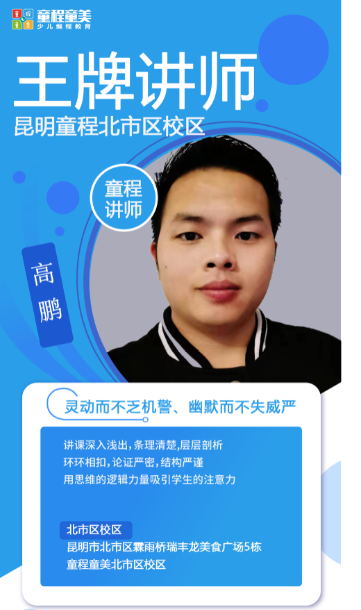 童程童美
少儿编程教育
王牌讲师
昆明童程北市区校区
童程
讲师
高鹏
灵动而不乏机警、幽默而不失威严
讲课深入浅出,条理清楚,层层剖析
环环相扣,论证严密,结构严谨
用思维的逻辑力量吸引学生的注意力
北市区校区
昆明市北市区霖雨桥瑞丰龙美食广场5栋
童程童美北市区校区